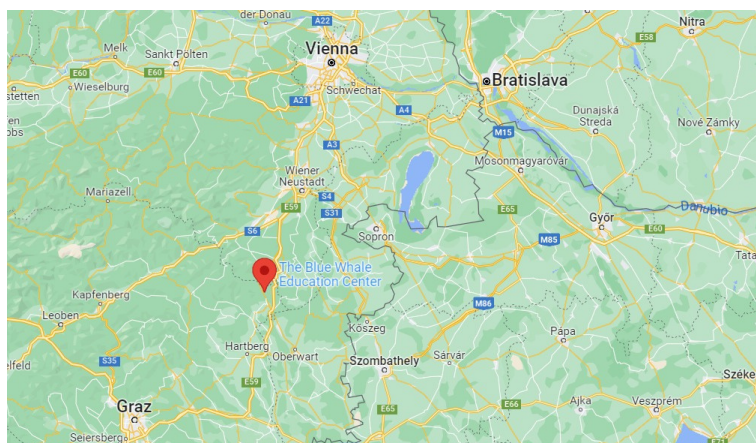 der Donau
A22
Vienna
Melk
Sankt Pölten
E60
E60
Wieselburg
stetten
Schwechat
A21
A4
Bratislava
E58
Nitra
Dunajská
Streda
Nové Zámky
M15
A3
Mosonmagyaróvár
Wiener
Neustadt
Mariazell
S4
E59
S31
S6
E65
Danubio
Győr
E60
Sopron
M85
Tata
The Blue Whale
Education Center
Kapfenberg
Leoben
M86
Kőszeg
Pápa
Hartberg
Oberwart
S35
Szombathely
Sárvár
E59
Széke
Graz
E65
E66
Ajka
Veszprém
Seiersberg
E71